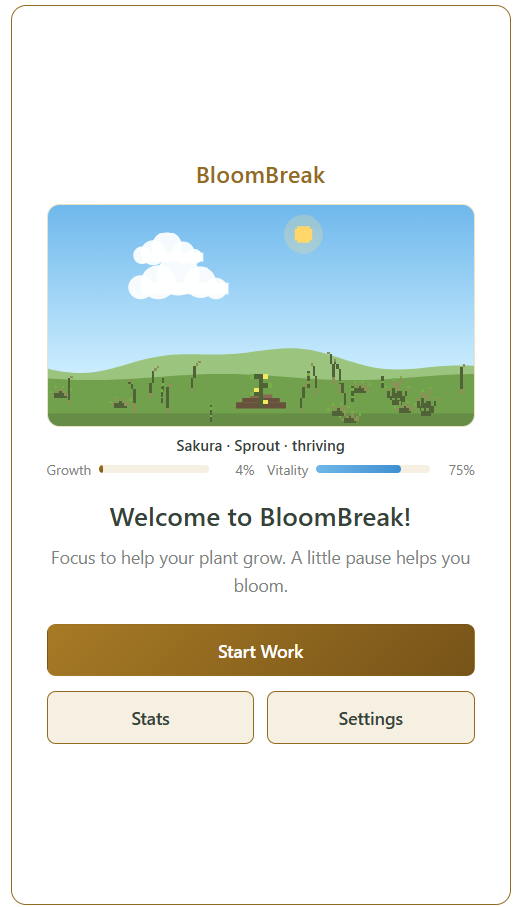 BloomBreak
Sakura · Sprout · thriving
Growth 4% Vitality 75%
Welcome to BloomBreak!
Focus to help your plant grow. A little pause helps you
bloom.
Start Work
Stats Settings